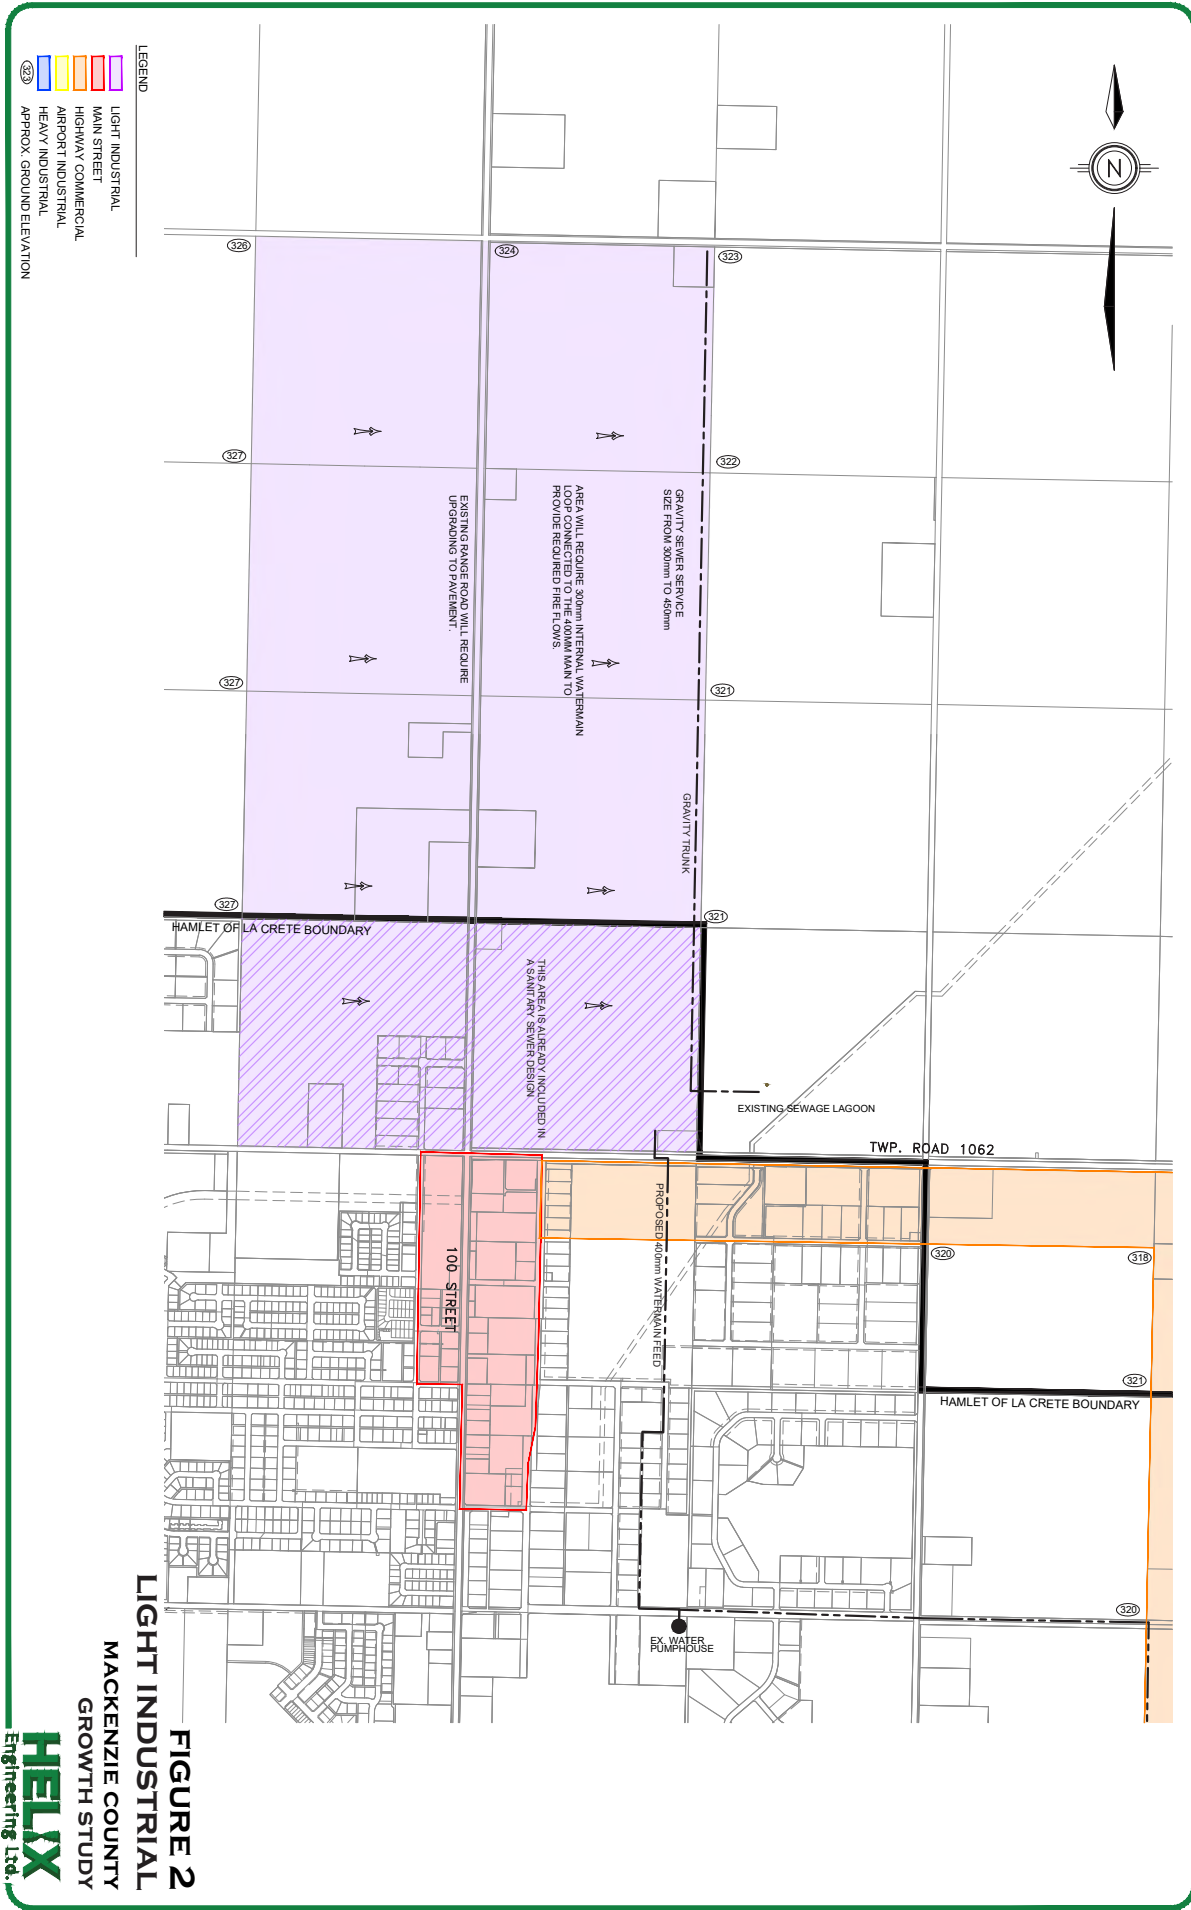 N
LEGEND
LIGHT INDUSTRIAL
MAIN STREET
HIGHWAY COMMERCIAL
AIRPORT INDUSTRIAL
HEAVY INDUSTRIAL
323 APPROX. GROUND ELEVATION
326
324
323
327
322
GRAVITY SEWER SERVICE
SIZE FROM 300mm TO 450mm
AREA WILL REQUIRE 300mm INTERNAL WATERMAIN
LOOP CONNECTED TO THE 400MM MAIN TO
PROVIDE REQUIRED FIRE FLOWS.
EXISTING RANGE ROAD WILL REQUIRE
UPGRADING TO PAVEMENT.
327
321
GRAVITY TRUNK
327
321
HAMLET OF LA CRETE BOUNDARY
THIS AREA IS ALREADY INCLUDED IN
A SANITARY SEWER DESIGN
EXISTING SEWAGE LAGOON
TWP. ROAD 1062
PROPOSED 400mm WATERMAIN FEED
100 STREET
320
318
321
HAMLET OF LA CRETE BOUNDARY
320
EX. WATER
PUMPHOUSE
FIGURE 2
LIGHT INDUSTRIAL
MACKENZIE COUNTY
GROWTH STUDY
HELIX
Engineering Ltd.